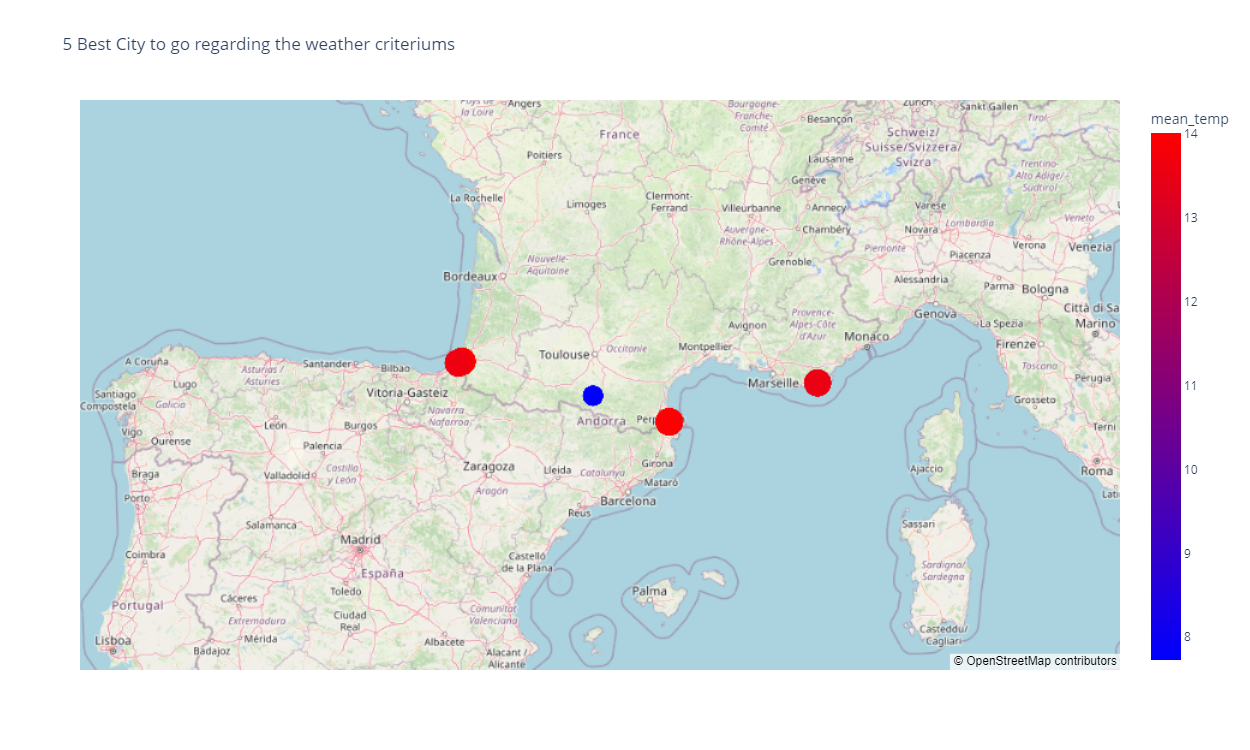 5 Best City to go regarding the weather criteriums
mean_temp
14
13
12
11
10
9
8
Angers
la Loire
Bourgogne-
Franche-
Comté
Besançon
Zürich
Sankt Gallen
Tirol
France
Schweiz/
Suisse/Svizzera/
Svizra
Poitiers
Lausanne
Trentino-
Alto Adige/
Südtirol
Genève
La Rochelle
Limoges
Clermont-
Ferrand
Villeurbanne
Annecy
Varese
Lombardia
Veneto
Auvergne-
Rhône-Alpes
Chambéry
Novara
Verona
Venezia
Piemonte
Piacenza
Nouvelle-
Aquitaine
Grenoble
Bordeaux
Alessandria
Parma
Bologna
Città di Sa
Marino
Genova
La Spezia
Provence-
Alpes-Côte
d'Azur
Avignon
Monaco
Firenze
Toulouse
Occitanie
Montpellier
A Coruña
Santander
Bilbao
Asturias /
Asturies
Toscana
Perugia
Lugo
Marseille
Vitoria-Gasteiz
Santiago
Compostela
Galicia
Navarra
Nafarroa
Grosseto
Andorra
Perp
León
Burgos
Terni
Vigo
Ourense
Palencia
Zaragoza
Lleida
Catalunya
Girona
Mataró
Ajaccio
Roma
Braga
Valladolid
Castilla
y León
Aragón
Barcelona
Lati
Porto
Reus
Salamanca
Sassari
Madrid
Coimbra
Castelló
de la Plana
España
Sardigna/
Sardegna
Toledo
Palma
Cáceres
Portugal
Extremadura
Ciudad
Real
Comunitat
Valenciana
Casteddu/
Cagliari
Lisboa
Mérida
Albacete
Badajoz
Alacant /
Alicante
© OpenStreetMap contributors